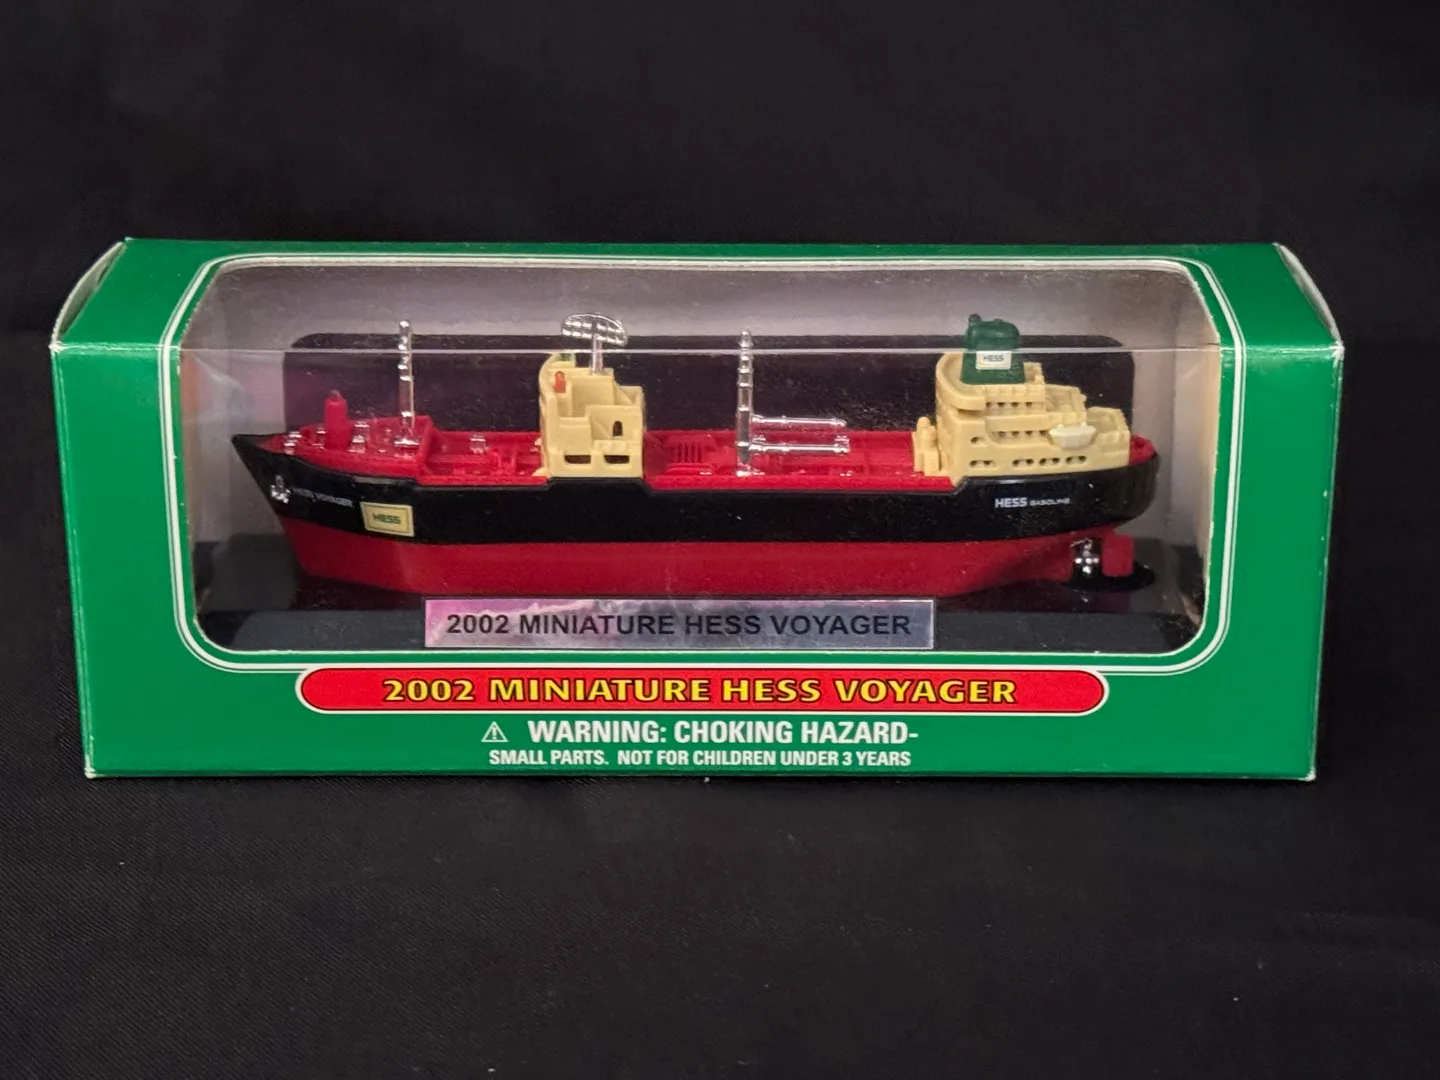 HESS
HESS VOYAGER
HESS
HESS GASOLINE
2002 MINIATURE HESS VOYAGER
2002 MINIATURE HESS VOYAGER
WARNING: CHOKING HAZARD-
SMALL PARTS. NOT FOR CHILDREN UNDER 3 YEARS